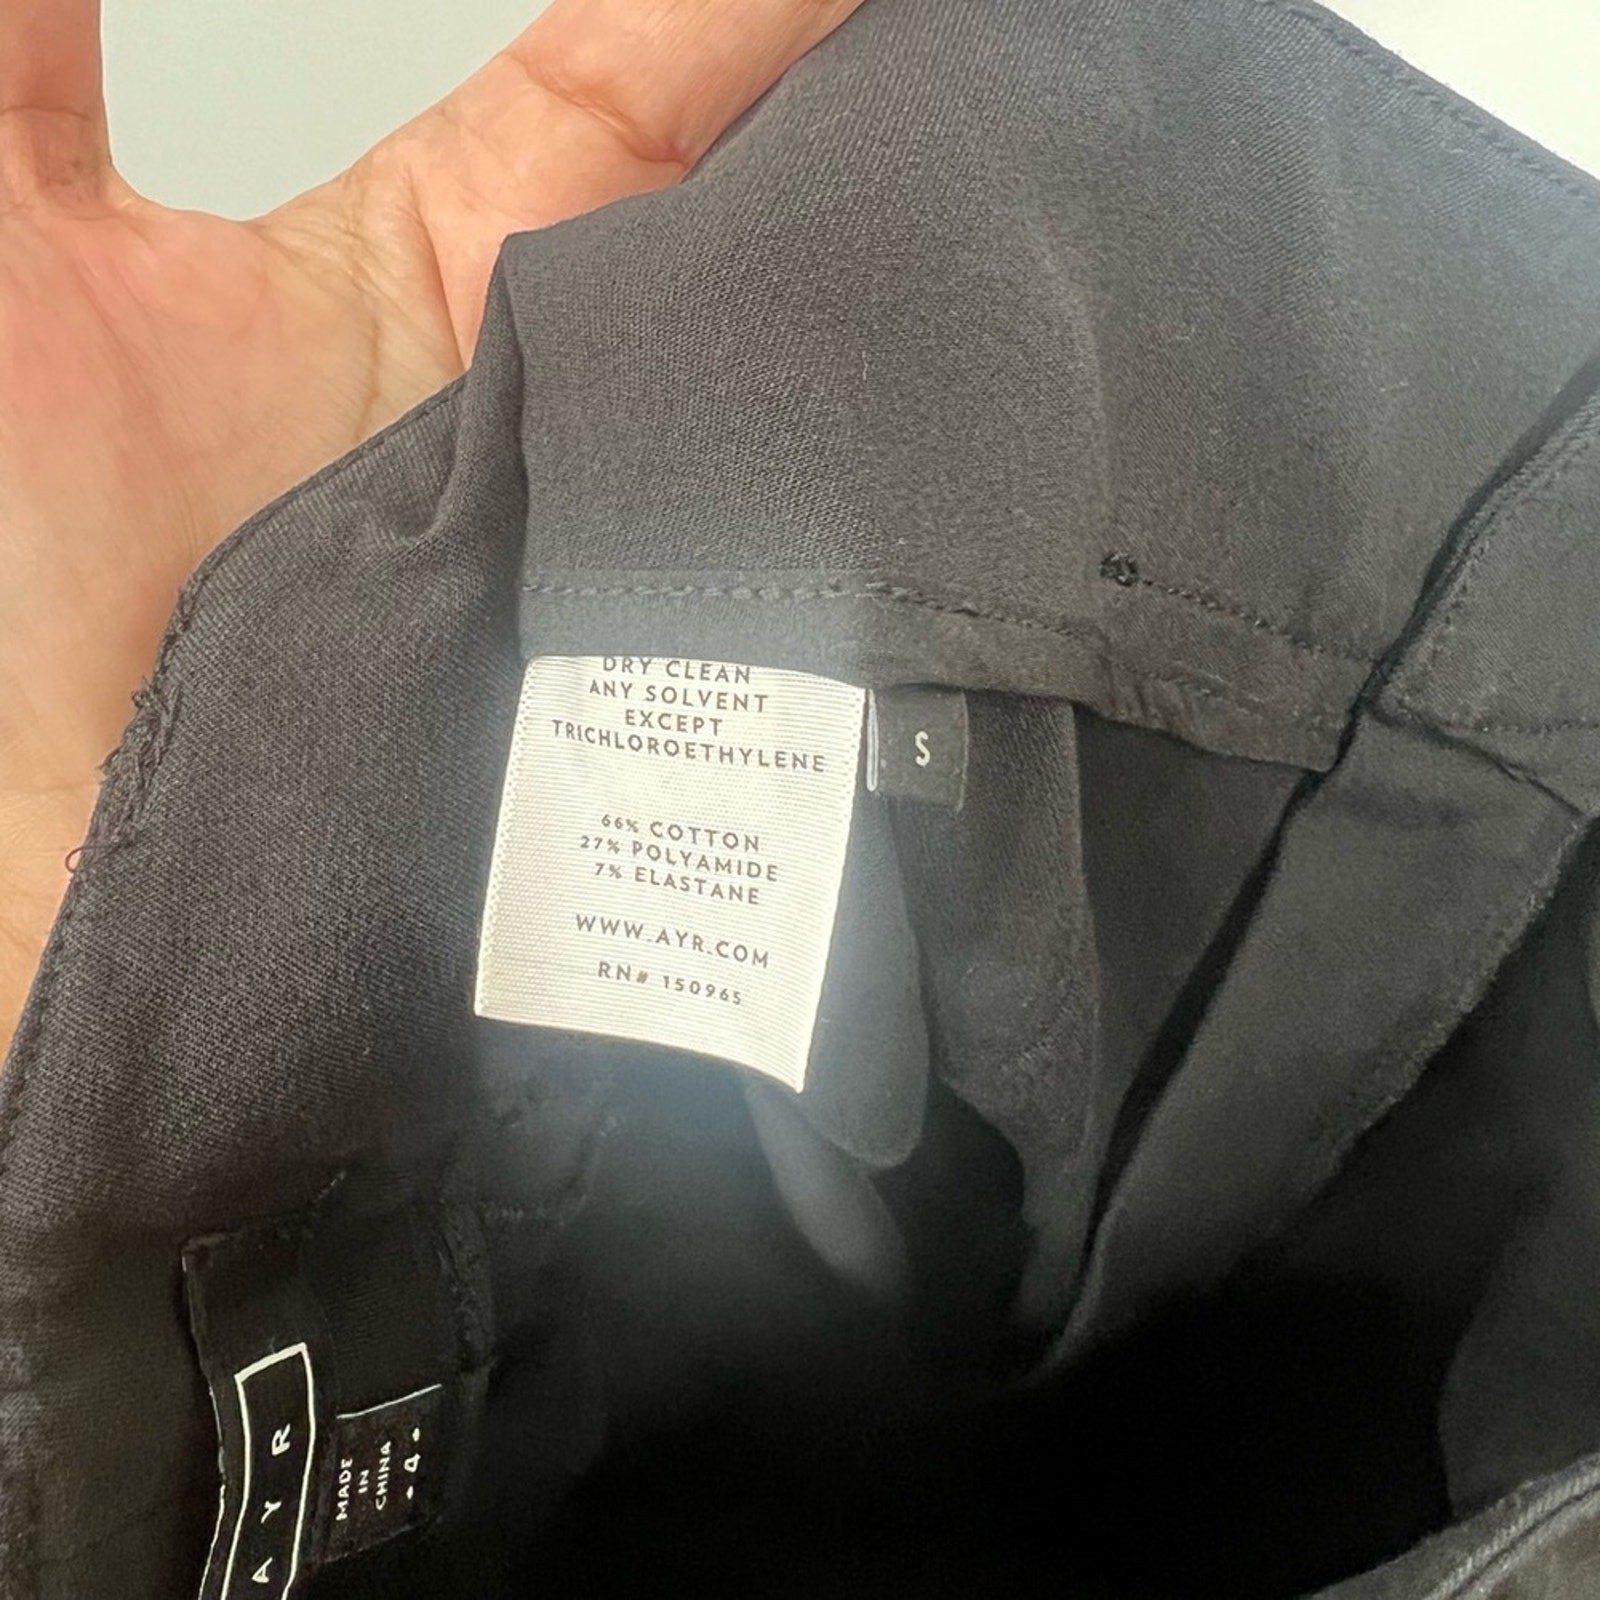 DRY CLEAN
ANY SOLVENT
EXCEPT
TRICHLOROETHYLENE
66% COTTON
27% POLYAMIDE
7% ELASTANE
WWW.AYR.COM
RN# 150965
S
AYR
MADE
IN
CHINA
• 4 •